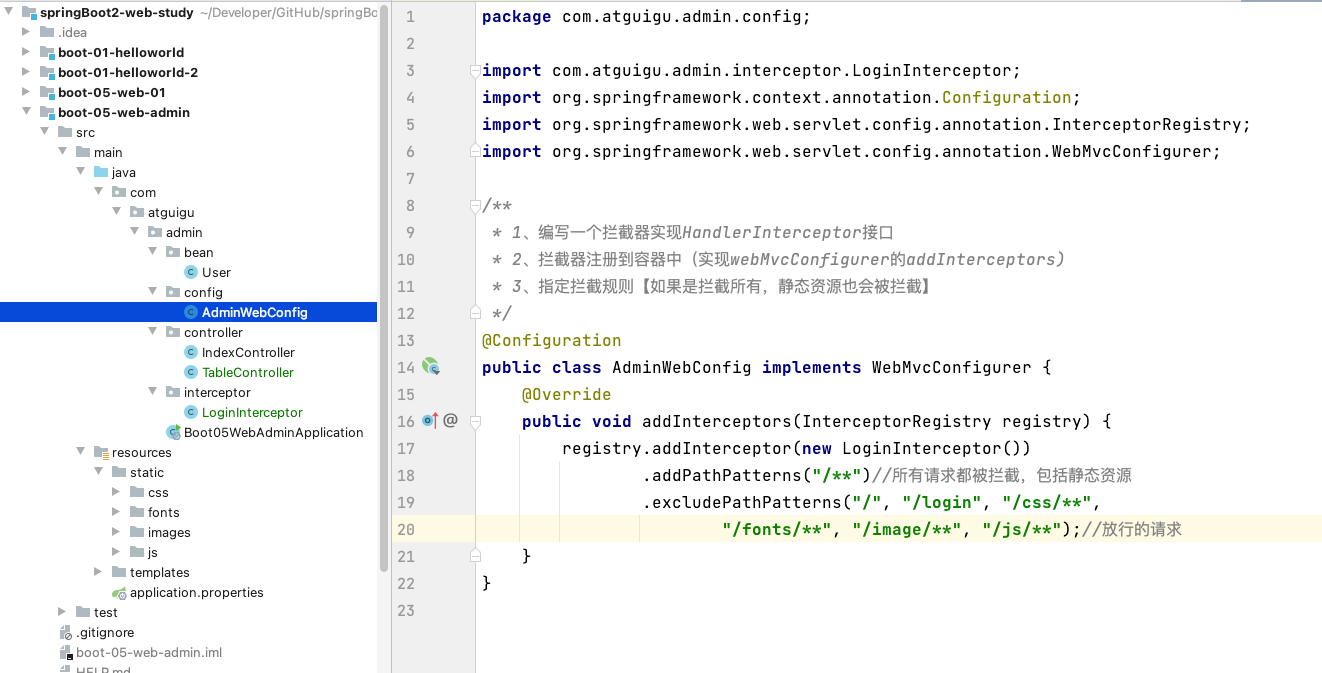 springBoot2-web-study ~/Developer/GitHub/springBo
.idea
boot-01-helloworld
boot-01-helloworld-2
boot-05-web-01
boot-05-web-admin
src
main
java
com
atguigu
admin
bean
User
config
AdminWebConfig
controller
IndexController
TableController
interceptor
LoginInterceptor
Boot05WebAdminApplication
resources
static
css
fonts
images
js
templates
application.properties
test
.gitignore
boot-05-web-admin.iml
HELP.md
1 package com.atguigu.admin.config;
2
3 import com.atguigu.admin.interceptor.LoginInterceptor;
4 import org.springframework.context.annotation.Configuration;
5 import org.springframework.web.servlet.config.annotation.InterceptorRegistry;
6 import org.springframework.web.servlet.config.annotation.WebMvcConfigurer;
7
8 /**
9 * 1、编写一个拦截器实现HandlerInterceptor接口
10 * 2、拦截器注册到容器中（实现webMvcConfigurer的addInterceptors）
11 * 3、指定拦截规则【如果是拦截所有，静态资源也会被拦截】
12 */
13 @Configuration
14 public class AdminWebConfig implements WebMvcConfigurer {
15 @Override
16 @ public void addInterceptors(InterceptorRegistry registry) {
17 registry.addInterceptor(new LoginInterceptor())
18 .addPathPatterns("/**")//所有请求都被拦截，包括静态资源
19 .excludePathPatterns("/", "/login", "/css/**",
20 "/fonts/**", "/image/**", "/js/**");//放行的请求
21 }
22 }
23